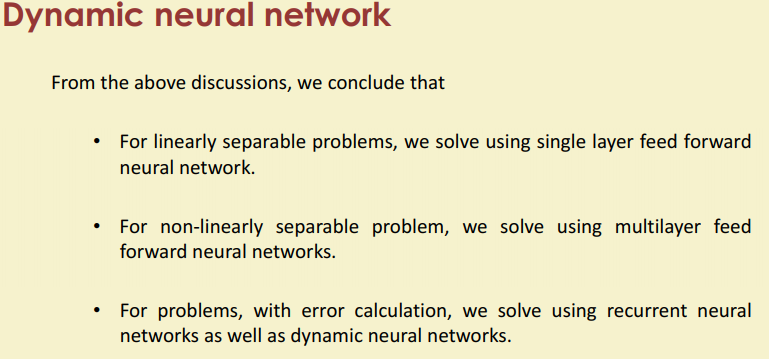 Dynamic neural network
From the above discussions, we conclude that
• For linearly separable problems, we solve using single layer feed forward
neural network.
• For non-linearly separable problem, we solve using multilayer feed
forward neural networks.
• For problems, with error calculation, we solve using recurrent neural
networks as well as dynamic neural networks.